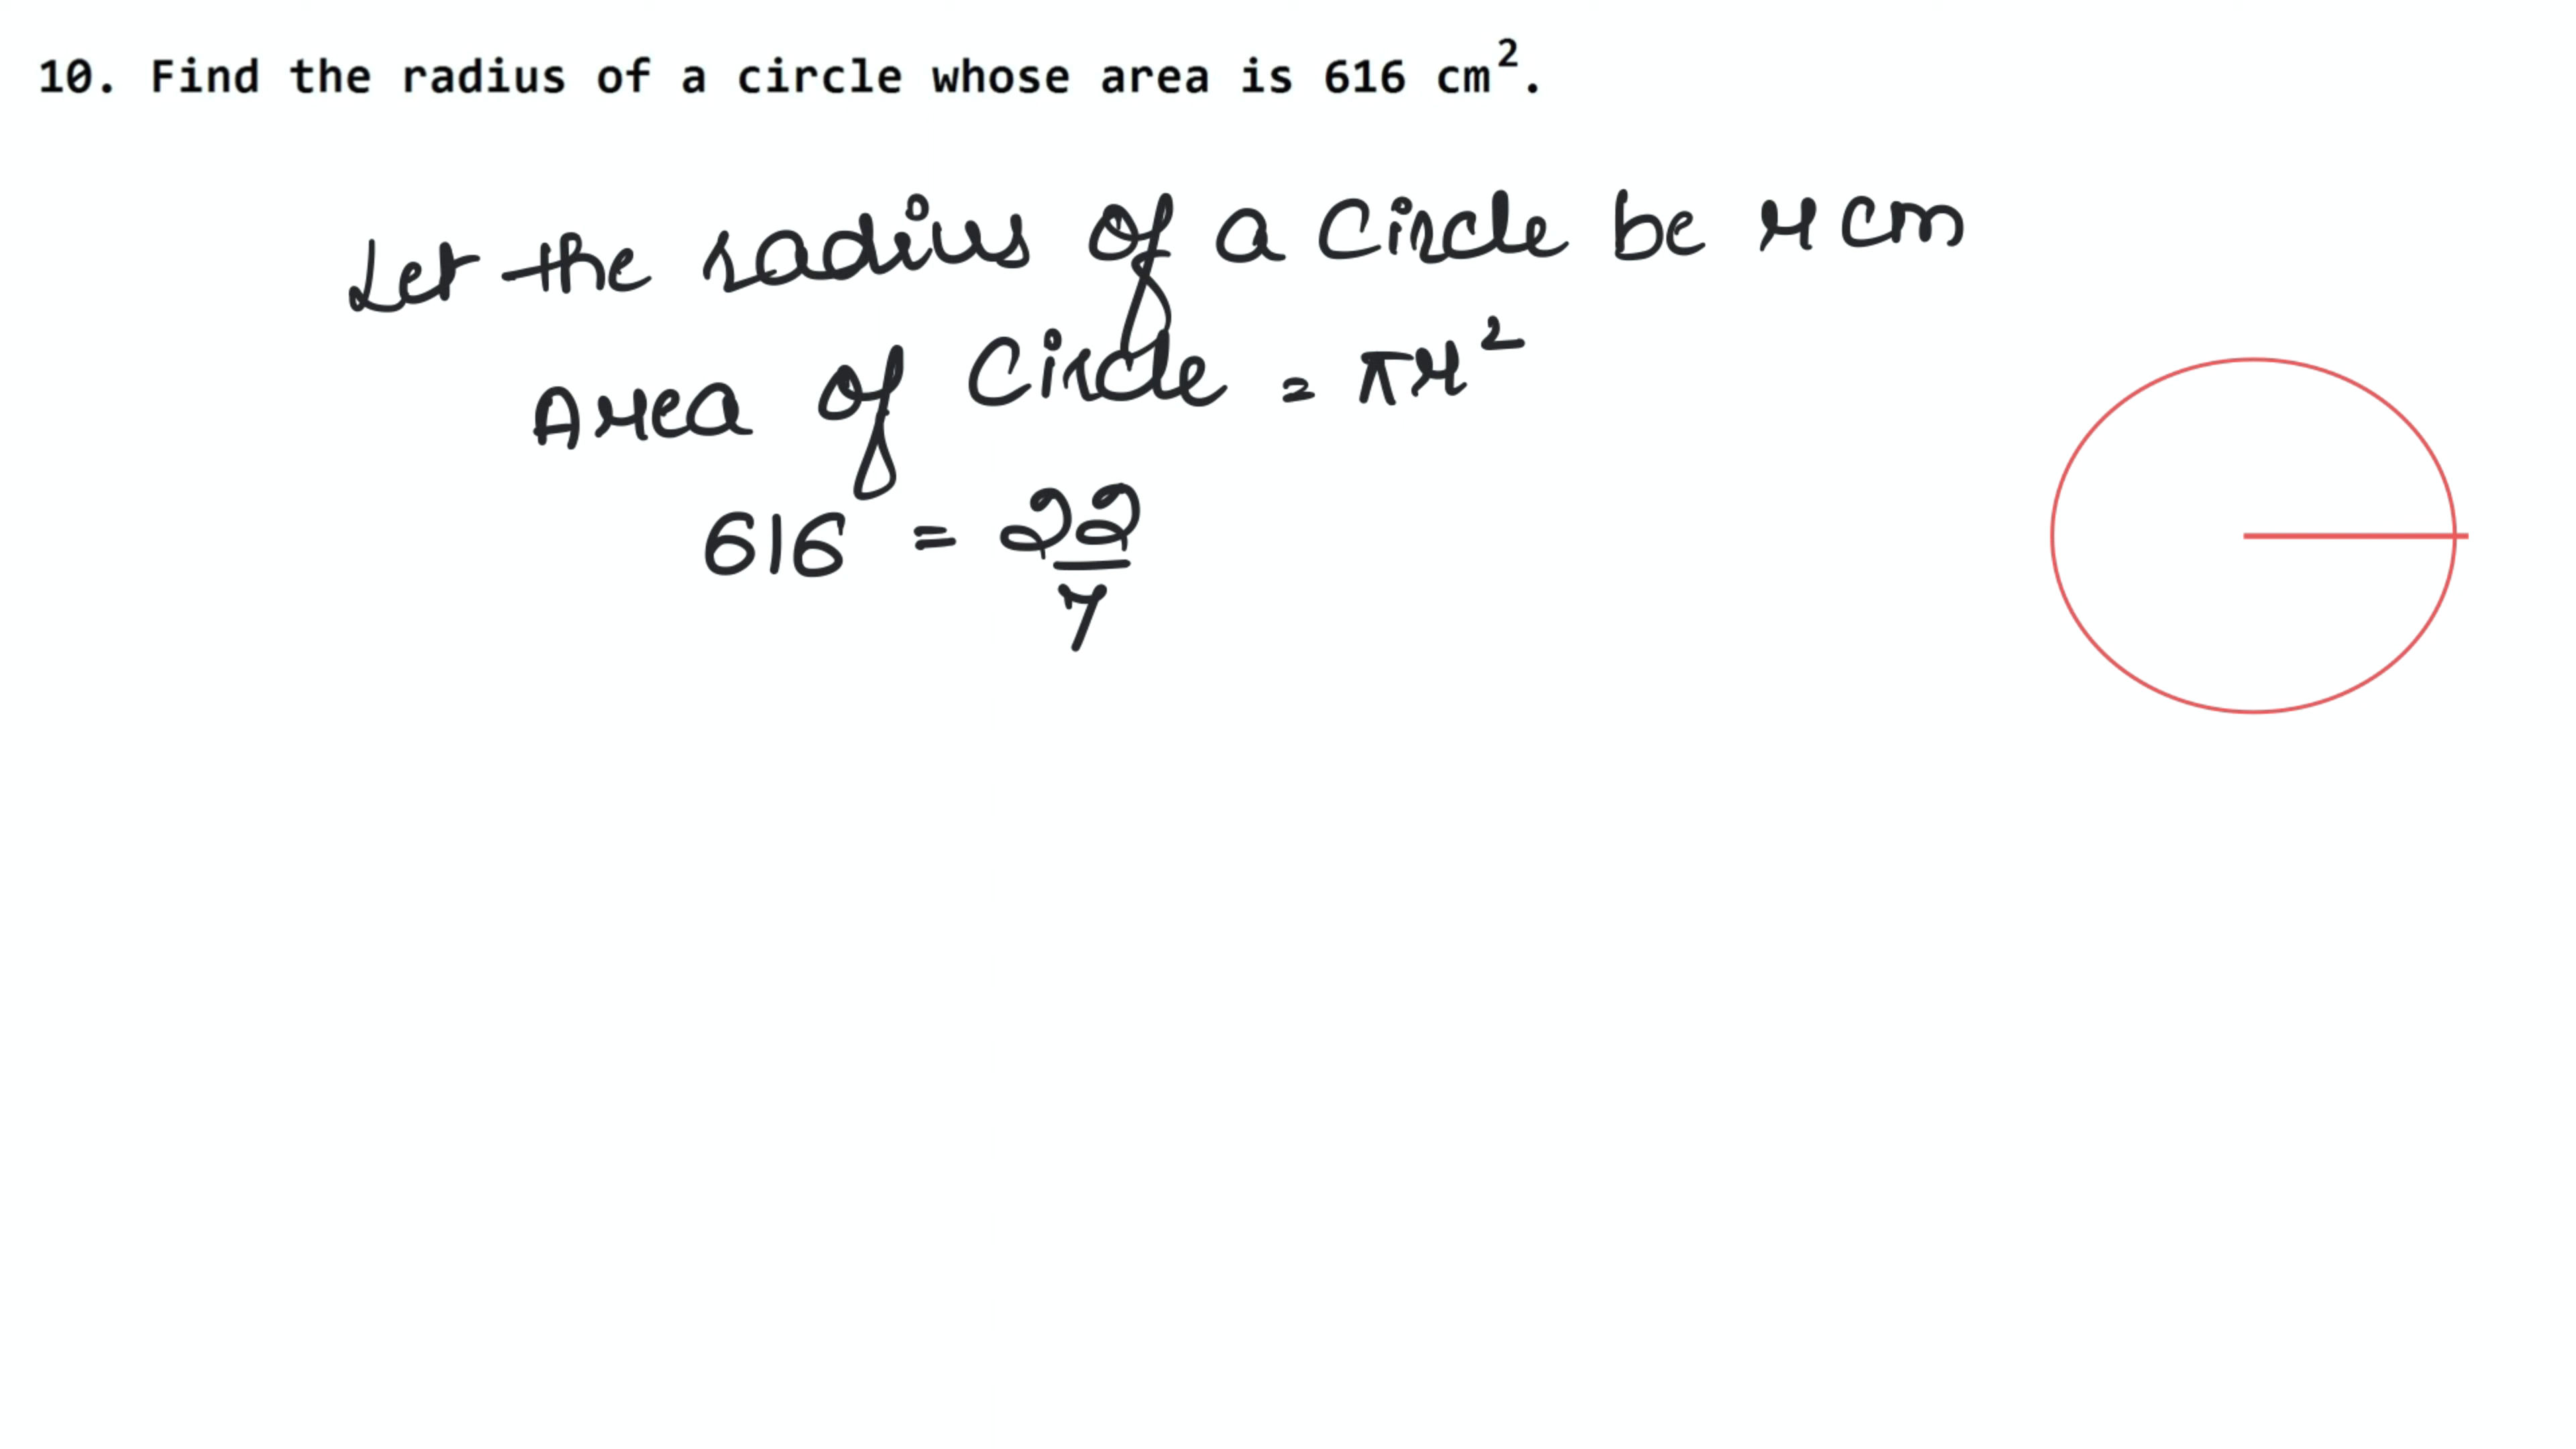 10. Find the radius of a circle whose area is 616 cm².
Let the radius of a circle be r cm
Area of circle = πr²
616 = 22/7